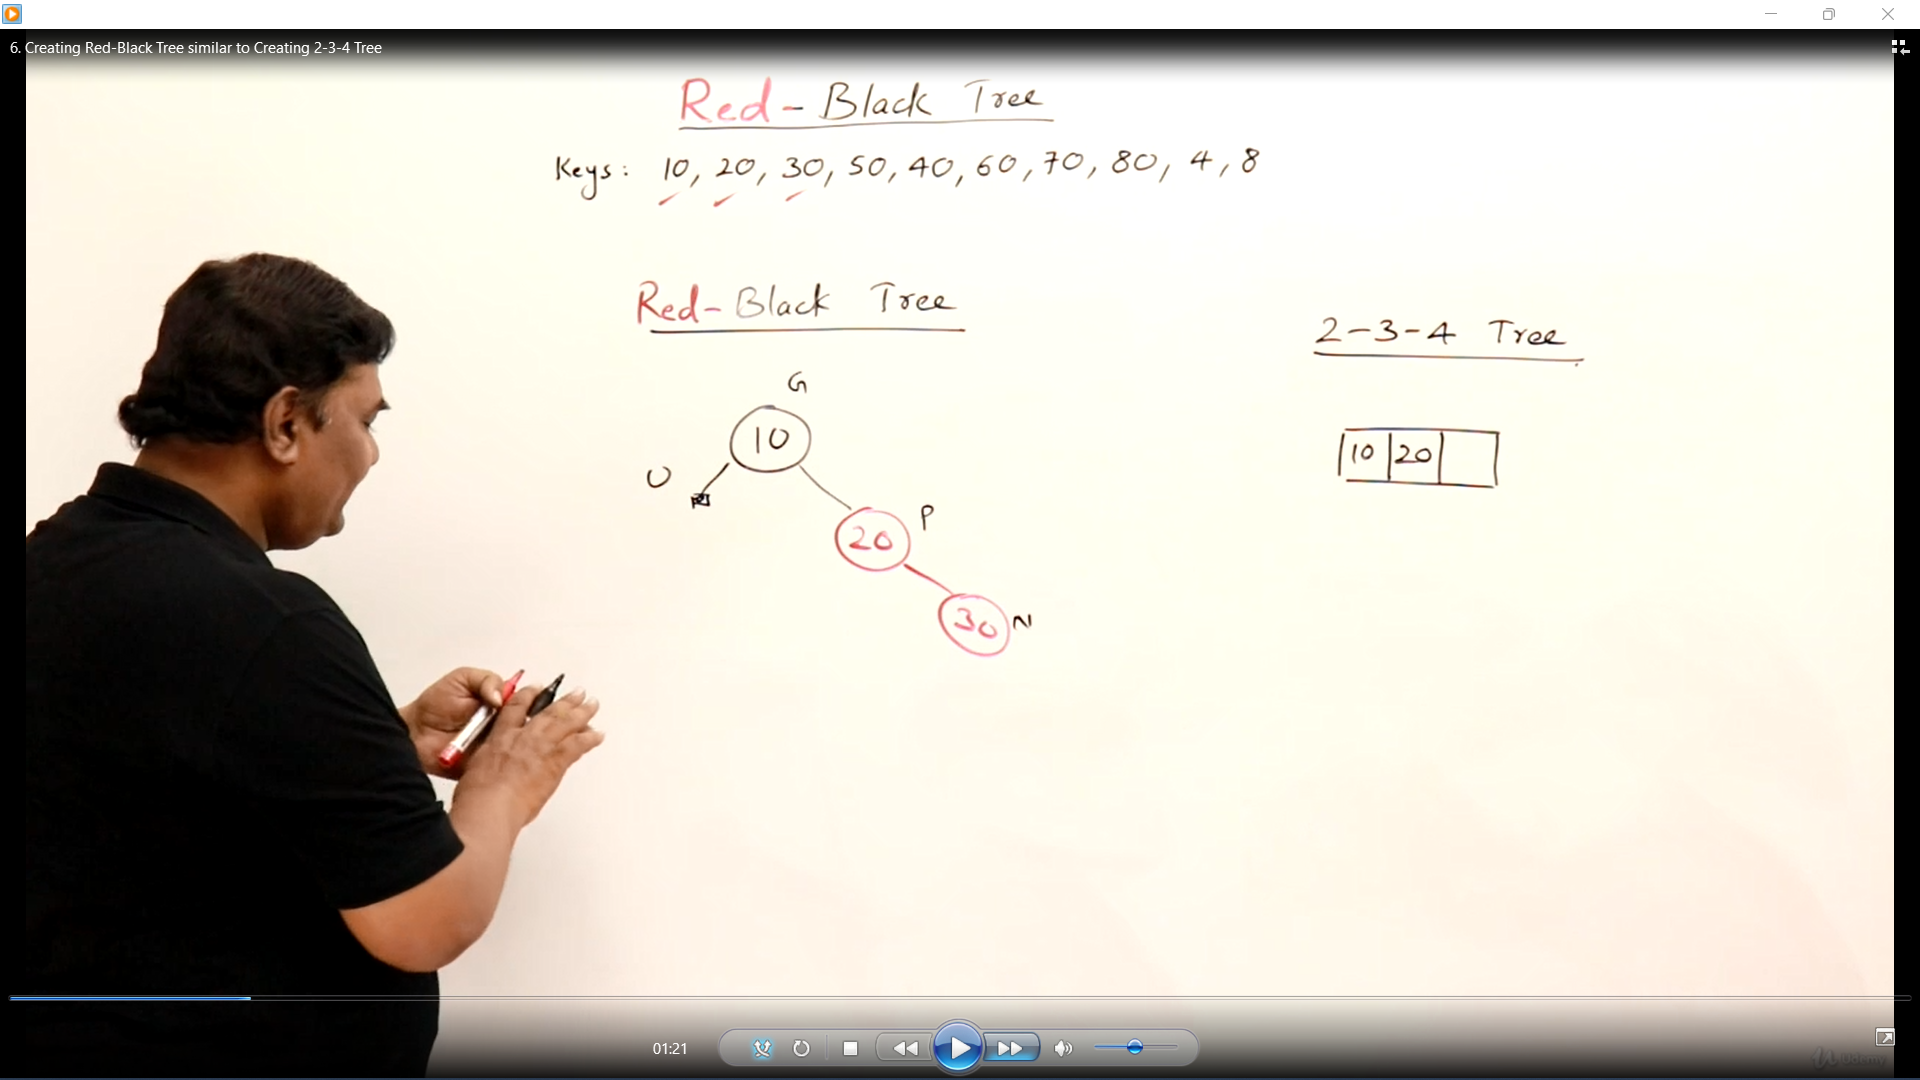 6. Creating Red-Black Tree similar to Creating 2-3-4 Tree
Red-Black Tree
Keys: 10, 20, 30, 50, 40, 60, 70, 80, 4, 8
Red-Black Tree
2-3-4 Tree
G
10
10 20
U
P
20
30 N
01:21
Udemy